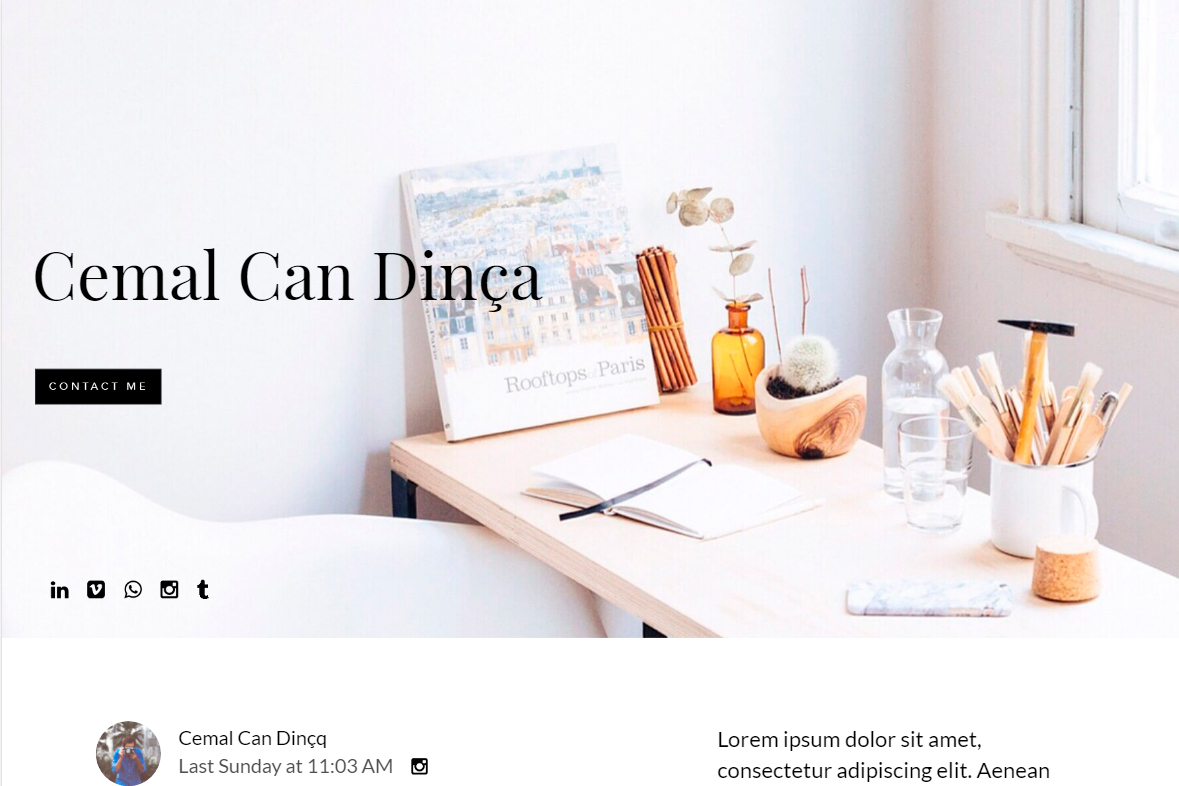 Cemal Can Dinça
Rooftops of Paris
CONTACT ME
Cemal Can Dinçq
Last Sunday at 11:03 AM
Lorem ipsum dolor sit amet,
consectetur adipiscing elit. Aenean